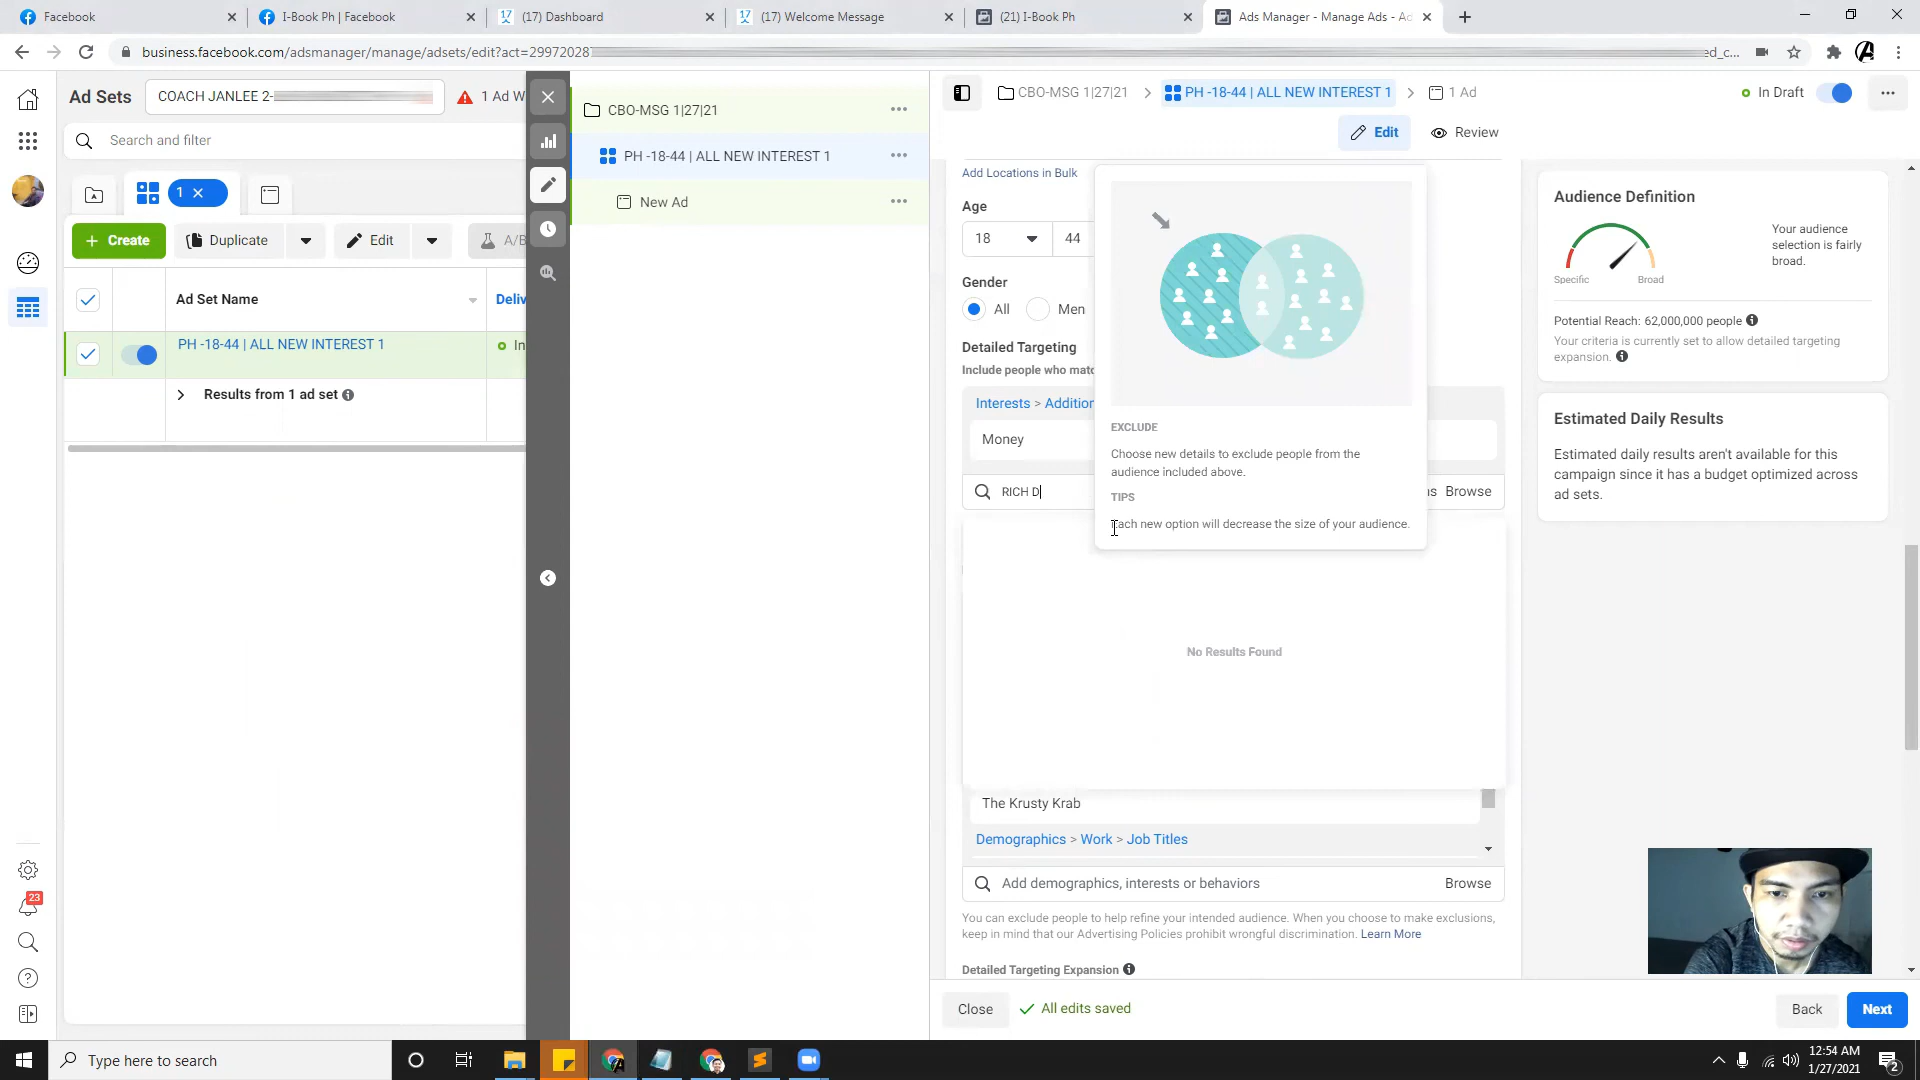 Facebook
I-Book Ph | Facebook
(17) Dashboard
(17) Welcome Message
(21) I-Book Ph
Ads Manager - Manage Ads - Ad
business.facebook.com/adsmanager/manage/adsets/edit?act=29972028
ed_c...
Ad Sets
COACH JANLEE 2-
1 Ad W
Search and filter
1
Create
Duplicate
Edit
A/B
Ad Set Name
Deliv
PH -18-44 | ALL NEW INTEREST 1
In
Results from 1 ad set
CBO-MSG 1|27|21
PH -18-44 | ALL NEW INTEREST 1
New Ad
CBO-MSG 1|27|21
PH -18-44 | ALL NEW INTEREST 1
1 Ad
In Draft
Edit
Review
Add Locations in Bulk
Age
18
44
Gender
All
Men
Detailed Targeting
Include people who matc
Interests > Addition
Money
RICH D
ns
Browse
EXCLUDE
Choose new details to exclude people from the
audience included above.
TIPS
Each new option will decrease the size of your audience.
No Results Found
The Krusty Krab
Demographics > Work > Job Titles
Add demographics, interests or behaviors
Browse
You can exclude people to help refine your intended audience. When you choose to make exclusions,
keep in mind that our Advertising Policies prohibit wrongful discrimination. Learn More
Detailed Targeting Expansion
Close
All edits saved
Back
Next
Audience Definition
Your audience
selection is fairly
broad.
Specific
Broad
Potential Reach: 62,000,000 people
Your criteria is currently set to allow detailed targeting
expansion.
Estimated Daily Results
Estimated daily results aren't available for this
campaign since it has a budget optimized across
ad sets.
23
Type here to search
12:54 AM
1/27/2021
2